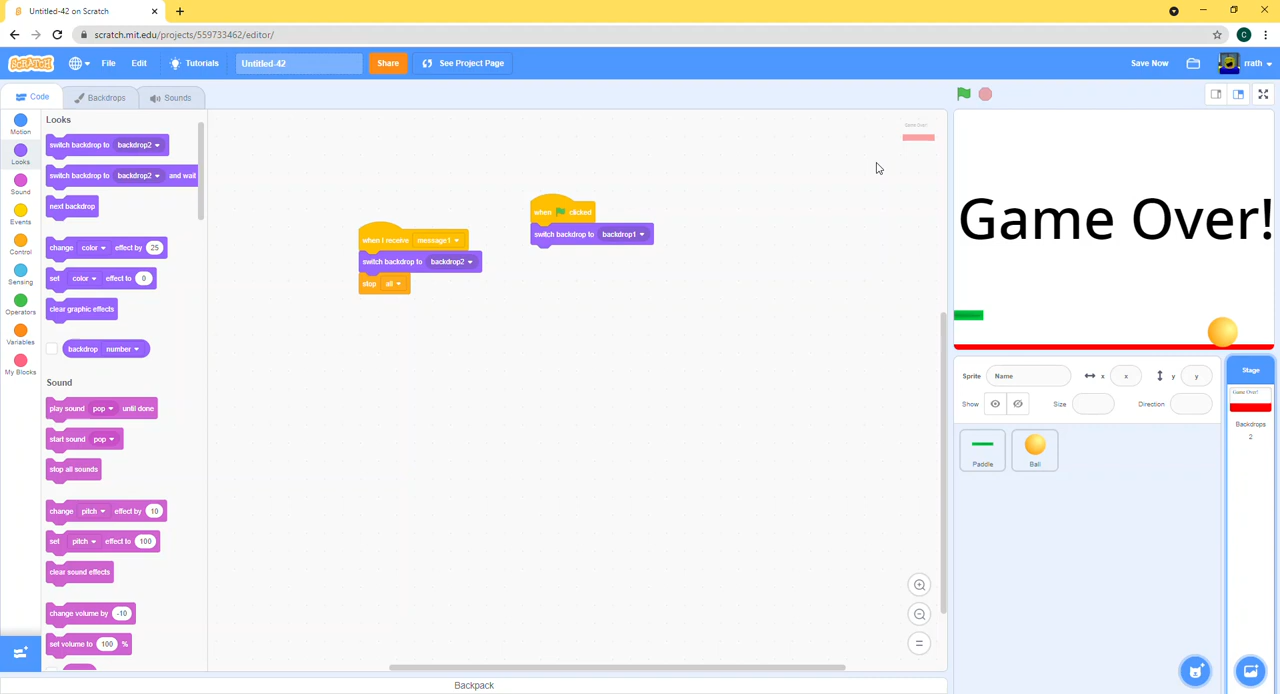 Untitled-42 on Scratch
scratch.mit.edu/projects/559733462/editor/
SCRATCH
File
Edit
Tutorials
Untitled-42
Share
See Project Page
Save Now
rrath
Code
Backdrops
Sounds
Motion
Looks
Sound
Events
Control
Sensing
Operators
Variables
My Blocks
Looks
switch backdrop to backdrop2
switch backdrop to backdrop2 and wait
next backdrop
change color effect by 25
set color effect to 0
clear graphic effects
backdrop number
Sound
play sound pop until done
start sound pop
stop all sounds
change pitch effect by 10
set pitch effect to 100
clear sound effects
change volume by -10
set volume to 100 %
when I receive message1
switch backdrop to backdrop2
stop all
when clicked
switch backdrop to backdrop1
Game Over!
Game Over!
Sprite Name x x y y
Show Size Direction
Paddle
Ball
Stage
Game Over!
Backdrops
2
Backpack
C